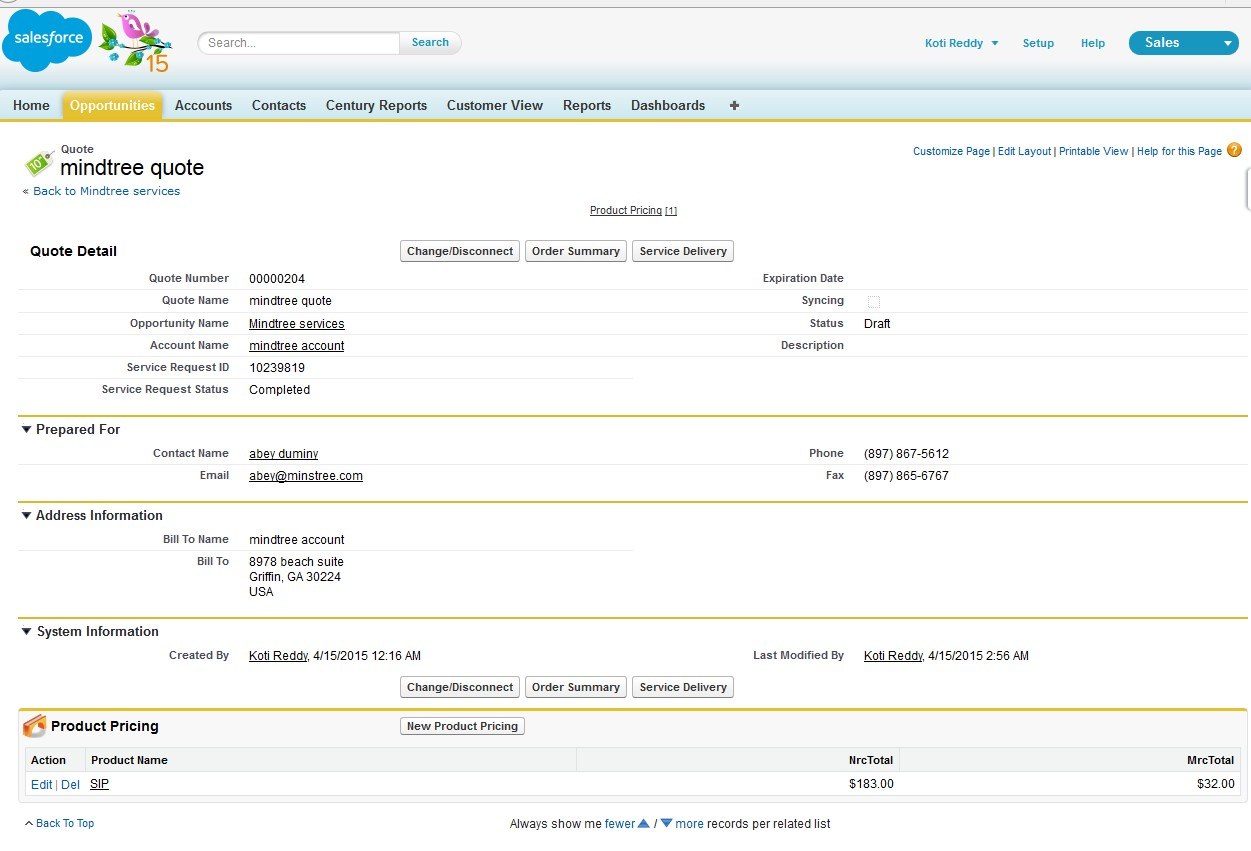 salesforce
15
Search...
Search
Koti Reddy
Setup
Help
Sales
Home
Opportunities
Accounts
Contacts
Century Reports
Customer View
Reports
Dashboards
+
Quote
mindtree quote
« Back to Mindtree services
Customize Page | Edit Layout | Printable View | Help for this Page ?
Product Pricing [1]
Quote Detail
Change/Disconnect
Order Summary
Service Delivery
Quote Number 00000204
Expiration Date
Quote Name mindtree quote
Syncing
Opportunity Name Mindtree services
Status Draft
Account Name mindtree account
Description
Service Request ID 10239819
Service Request Status Completed
Prepared For
Contact Name abey duminy
Phone (897) 867-5612
Email abey@minstree.com
Fax (897) 865-6767
Address Information
Bill To Name mindtree account
Bill To 8978 beach suite
Griffin, GA 30224
USA
System Information
Created By Koti Reddy, 4/15/2015 12:16 AM
Last Modified By Koti Reddy, 4/15/2015 2:56 AM
Change/Disconnect
Order Summary
Service Delivery
Product Pricing
New Product Pricing
Action Product Name NrcTotal MrcTotal
Edit | Del SIP $183.00 $32.00
Back To Top
Always show me fewer / more records per related list